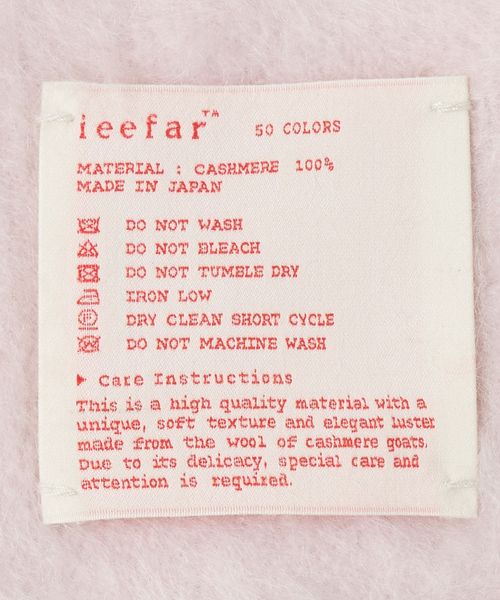 leefar™ 50 COLORS
MATERIAL : CASHMERE 100%
MADE IN JAPAN
DO NOT WASH
DO NOT BLEACH
DO NOT TUMBLE DRY
IRON LOW
DRY CLEAN SHORT CYCLE
DO NOT MACHINE WASH
▶ Care Instructions
This is a high quality material with a
unique, soft texture and elegant luster
made from the wool of cashmere goats.
Due to its delicacy, special care and
attention is required.